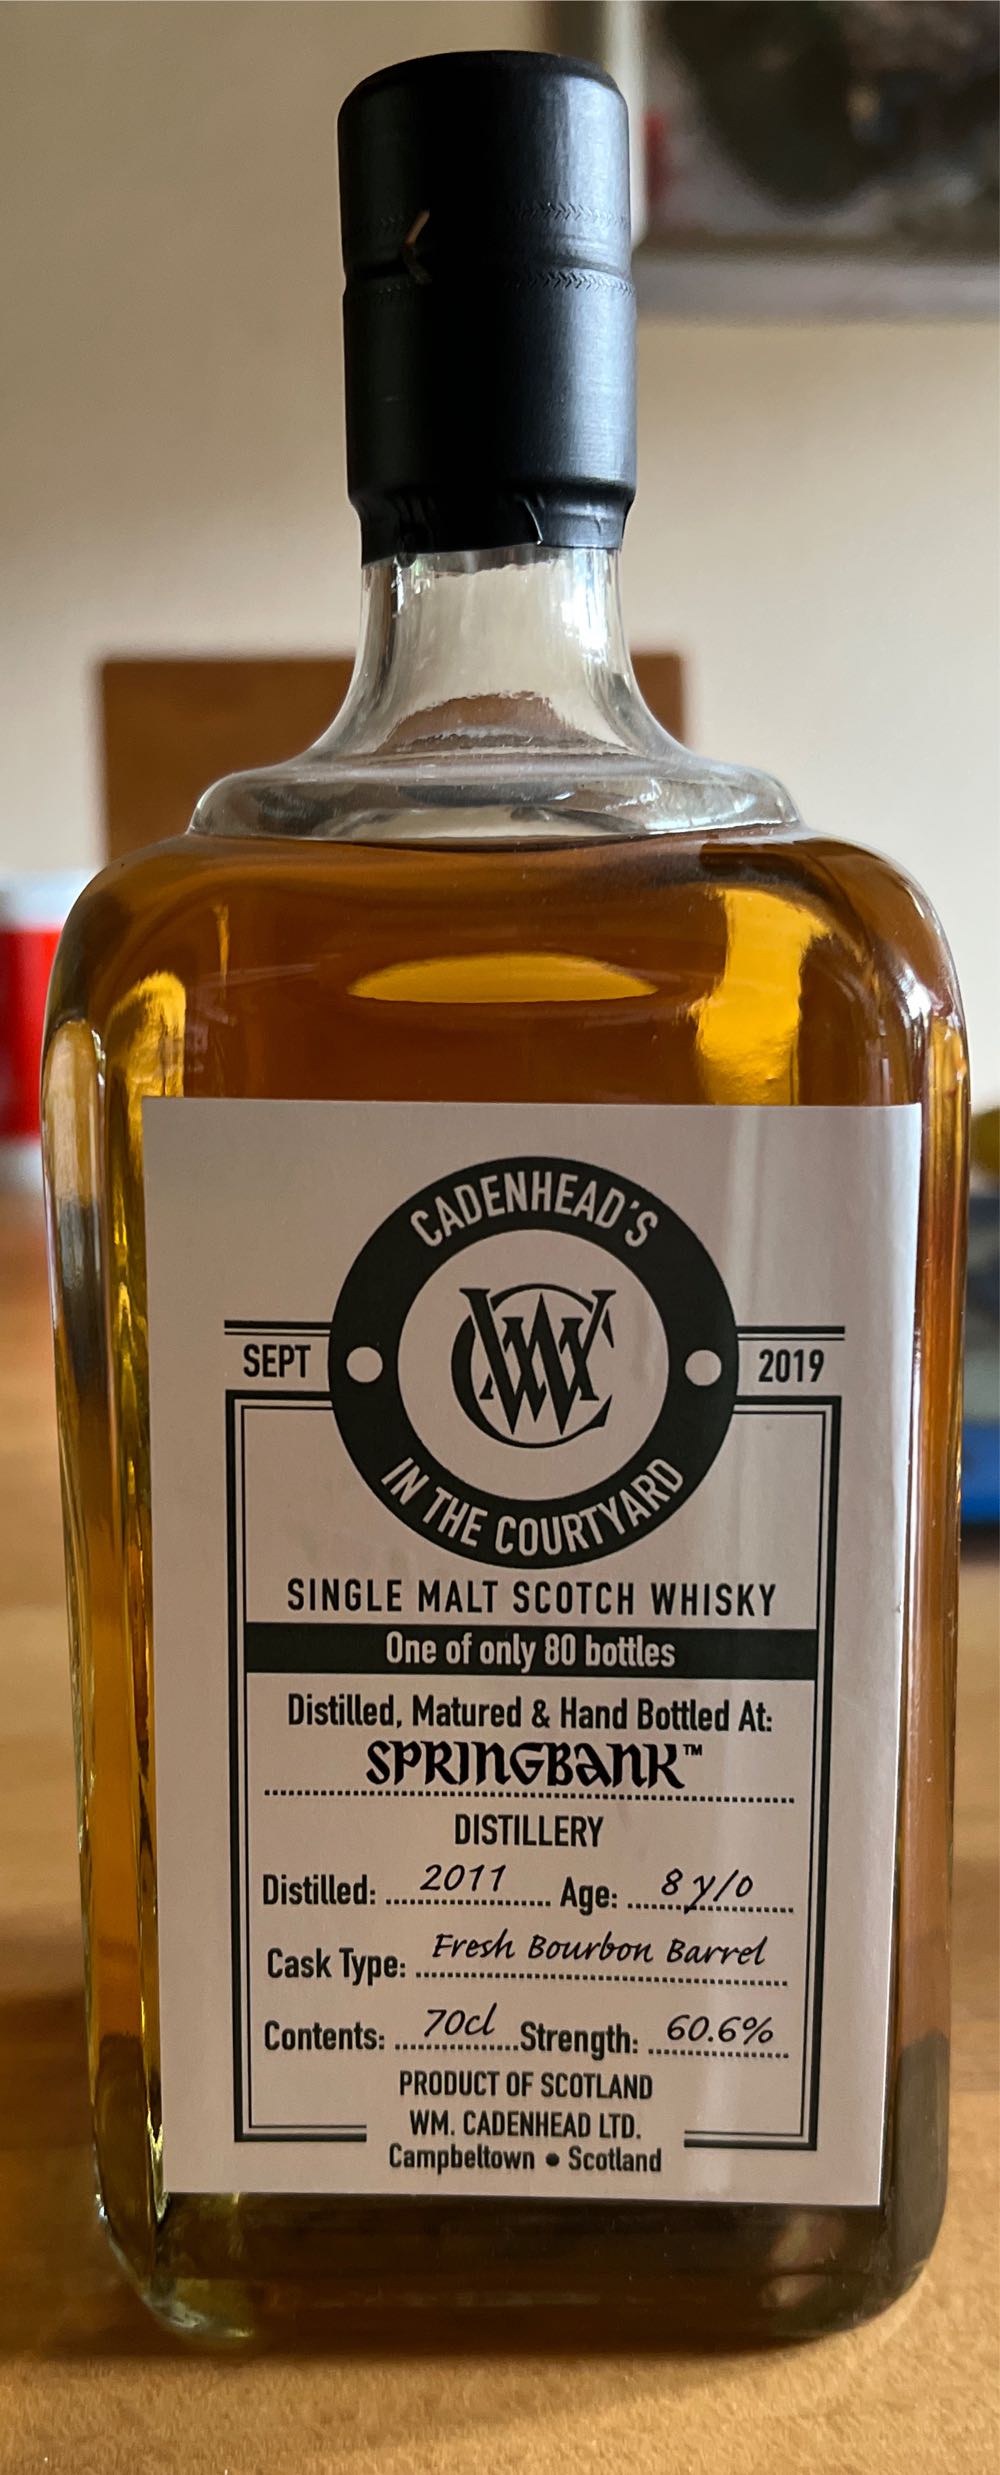 CADENHEAD'S
WC
SEPT 2019
IN THE COURTYARD
SINGLE MALT SCOTCH WHISKY
One of only 80 bottles
Distilled, Matured & Hand Bottled At:
SPRINGBANK™
DISTILLERY
Distilled: 2011 Age: 8 y/o
Cask Type: Fresh Bourbon Barrel
Contents: 70cl Strength: 60.6%
PRODUCT OF SCOTLAND
WM. CADENHEAD LTD.
Campbeltown • Scotland